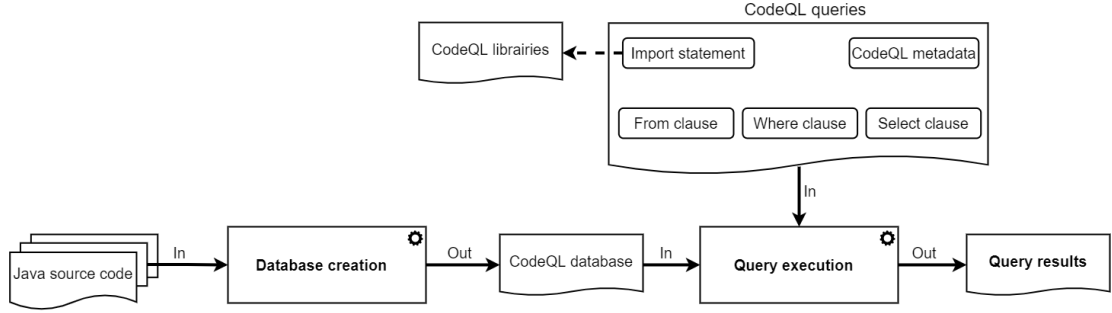 CodeQL queries
CodeQL librairies
Import statement
CodeQL metadata
From clause
Where clause
Select clause
In
Java source code
In
Database creation
Out
CodeQL database
In
Query execution
Out
Query results